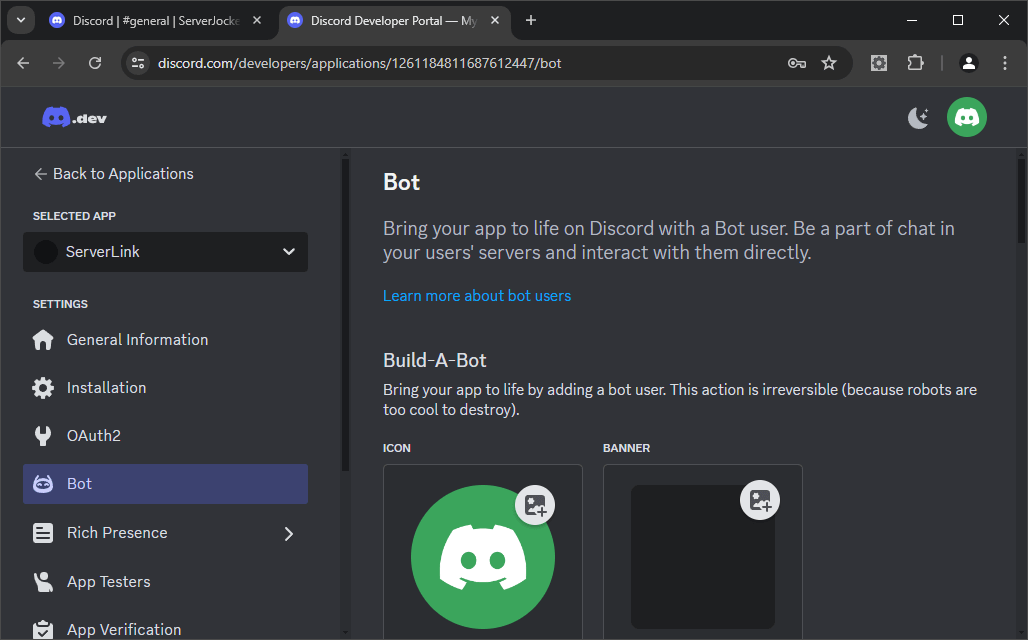 Discord | #general | ServerJocke
Discord Developer Portal — My
discord.com/developers/applications/1261184811687612447/bot
.dev
Back to Applications
SELECTED APP
ServerLink
SETTINGS
General Information
Installation
OAuth2
Bot
Rich Presence
App Testers
App Verification
Bot
Bring your app to life on Discord with a Bot user. Be a part of chat in
your users' servers and interact with them directly.
Learn more about bot users
Build-A-Bot
Bring your app to life by adding a bot user. This action is irreversible (because robots are
too cool to destroy).
ICON
BANNER